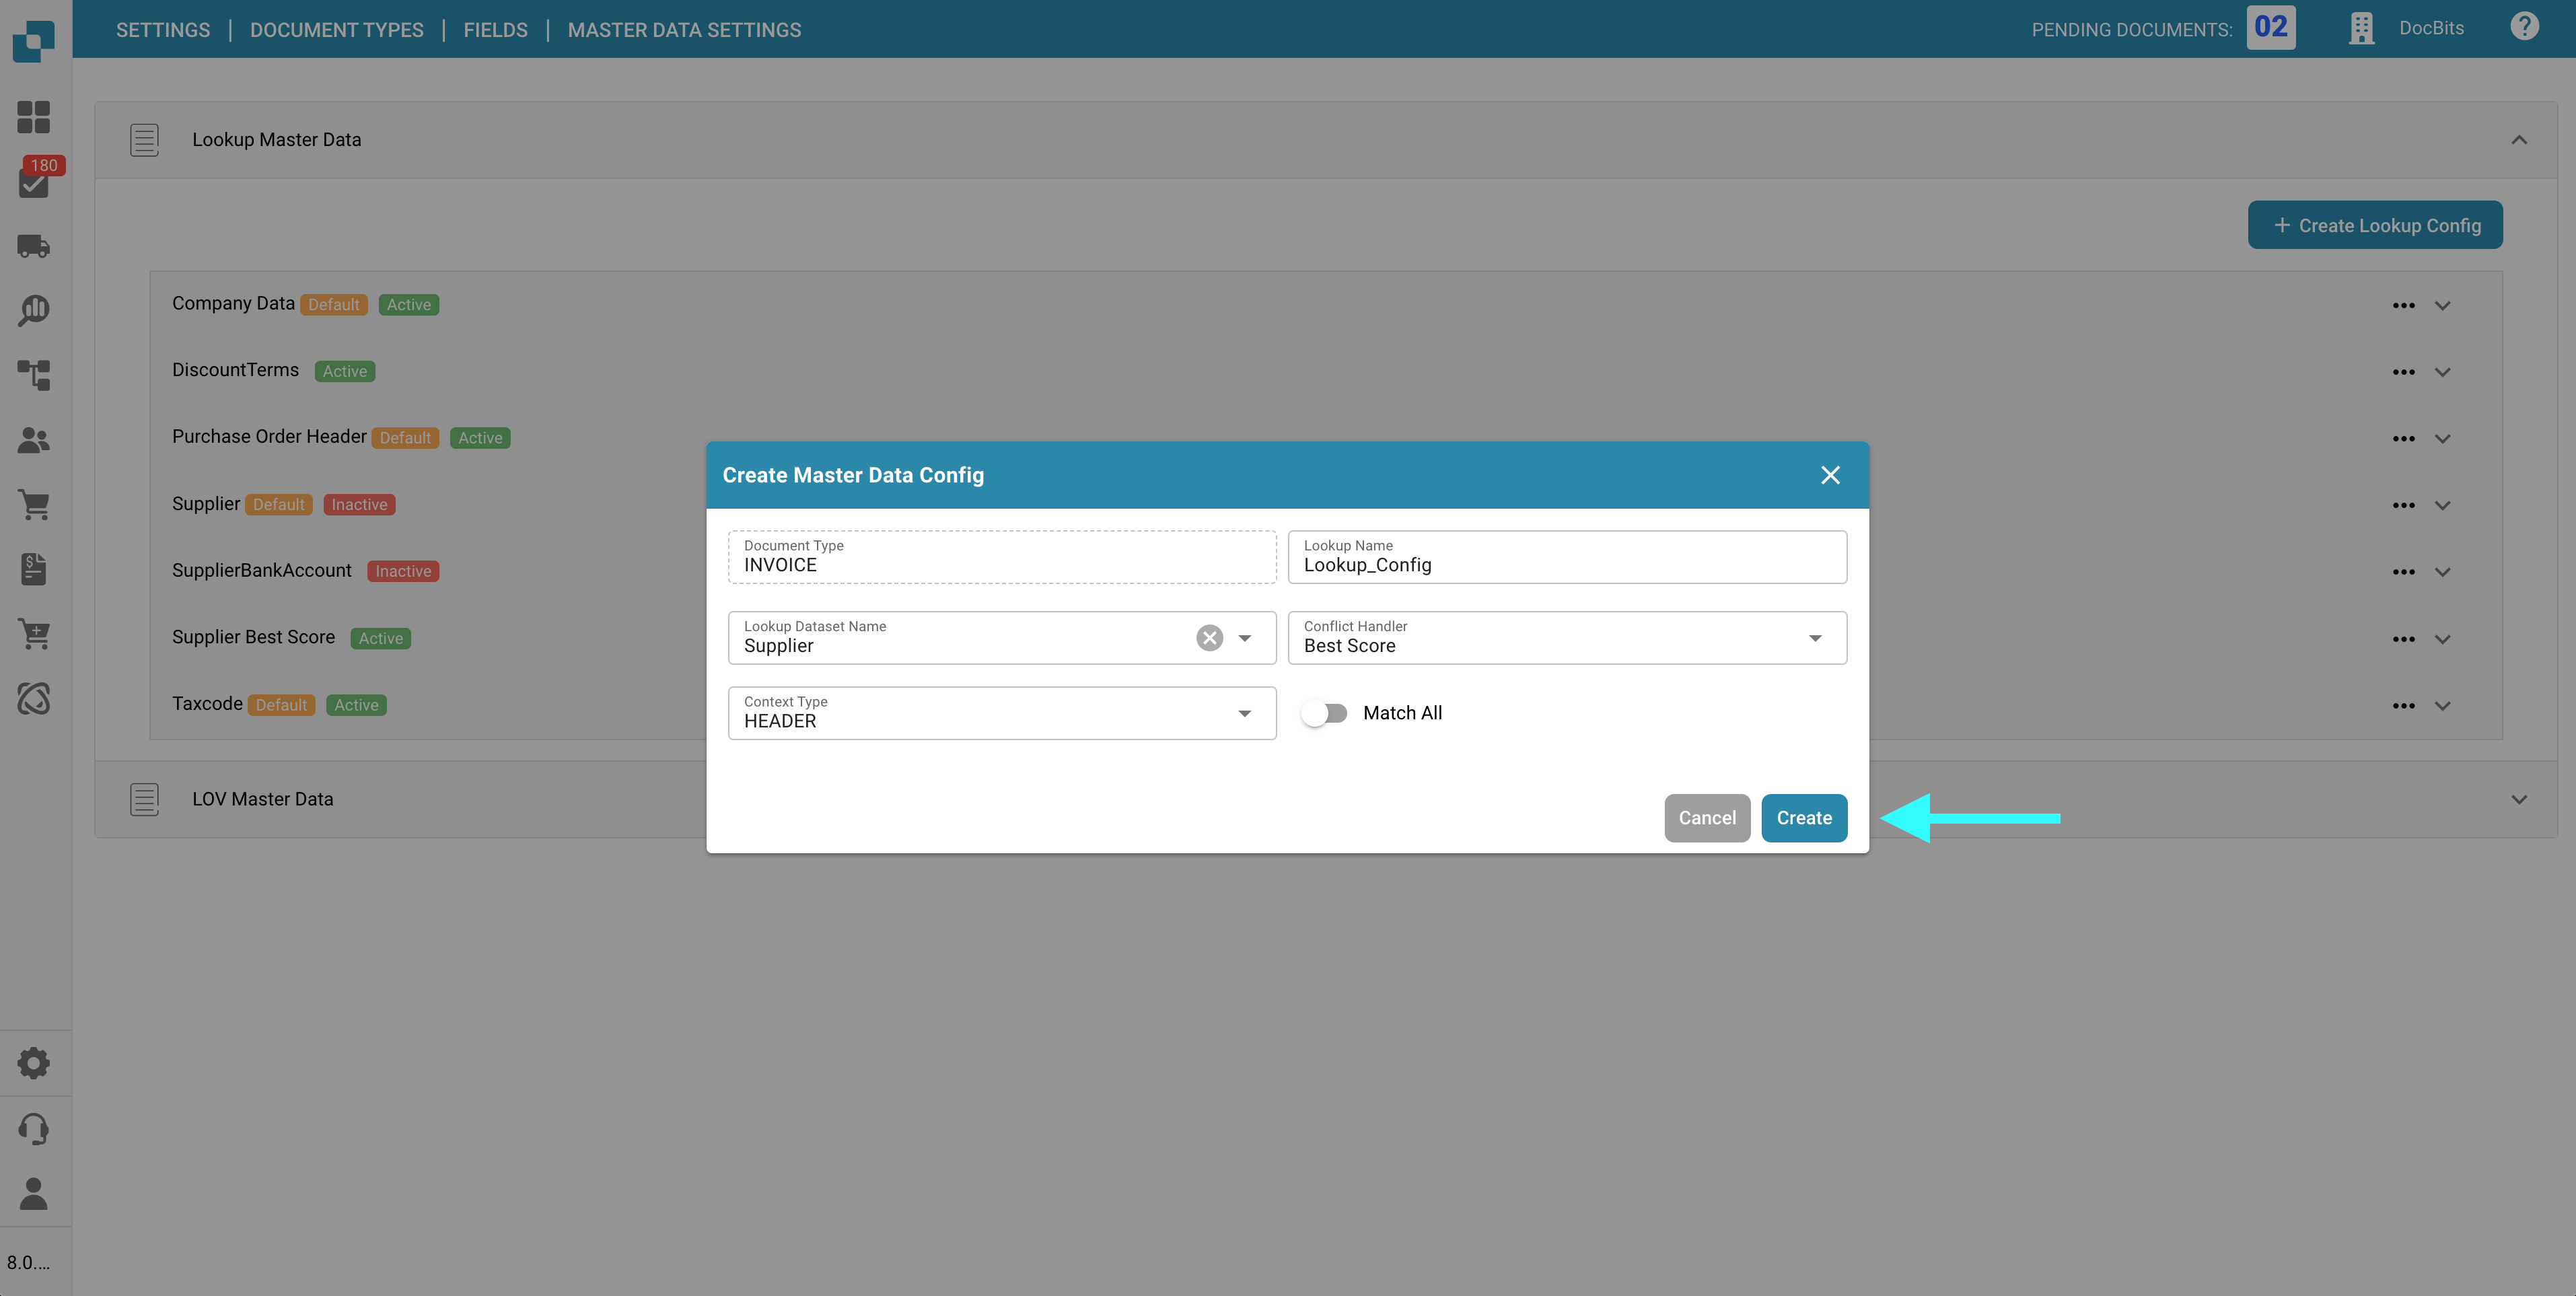 SETTINGS | DOCUMENT TYPES | FIELDS | MASTER DATA SETTINGS
PENDING DOCUMENTS: 02
DocBits
?
180
Lookup Master Data
+ Create Lookup Config
Company Data Default Active
DiscountTerms Active
Purchase Order Header Default Active
Supplier Default Inactive
SupplierBankAccount Inactive
Supplier Best Score Active
Taxcode Default Active
LOV Master Data
Create Master Data Config
Document Type
INVOICE
Lookup Name
Lookup_Config
Lookup Dataset Name
Supplier
Conflict Handler
Best Score
Context Type
HEADER
Match All
Cancel
Create
8.0....